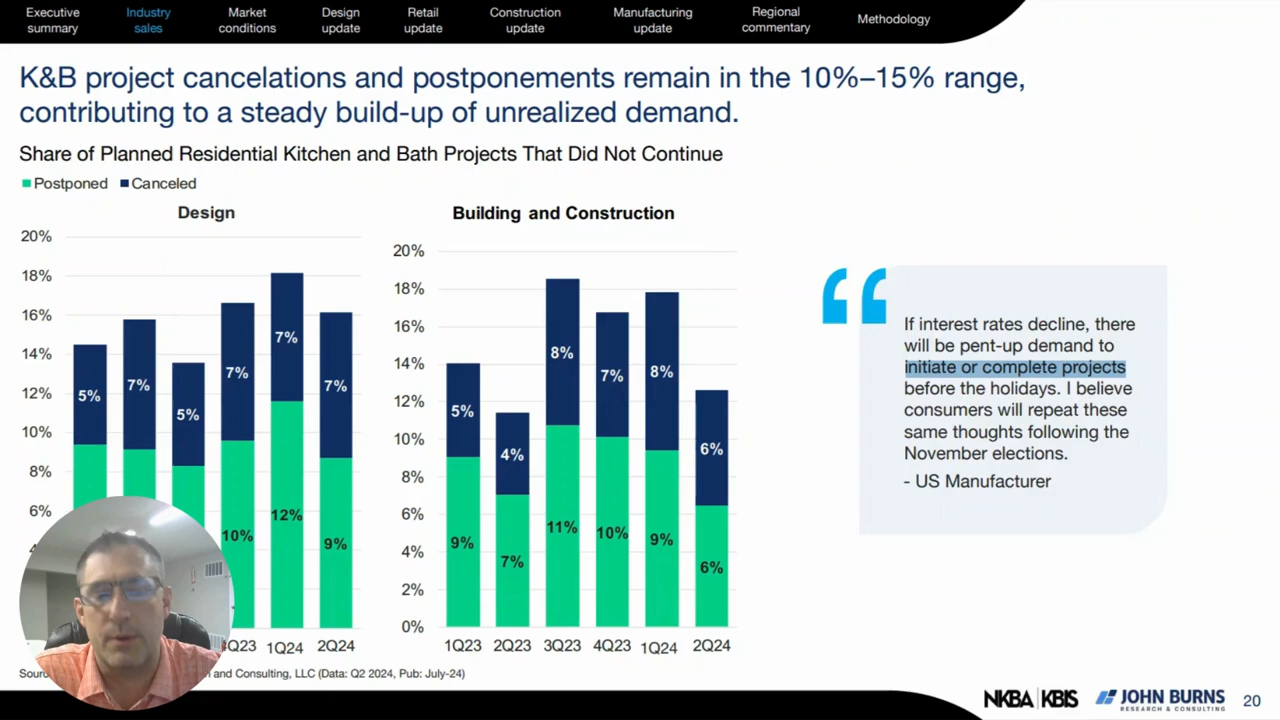 Executive summary
Industry sales
Market conditions
Design update
Retail update
Construction update
Manufacturing update
Regional commentary
Methodology
K&B project cancelations and postponements remain in the 10%–15% range,
contributing to a steady build-up of unrealized demand.
Share of Planned Residential Kitchen and Bath Projects That Did Not Continue
Postponed Canceled
Design
20%
18%
16%
14%
12%
10%
8%
6%
5% 7% 5% 7% 7% 7%
10% 12% 9%
1Q24 2Q24
Building and Construction
20%
18%
16%
14%
12%
10%
8%
6%
4%
2%
0%
5% 4% 8% 7% 8% 6%
9% 7% 11% 10% 9% 6%
1Q23 2Q23 3Q23 4Q23 1Q24 2Q24
If interest rates decline, there
will be pent-up demand to
initiate or complete projects
before the holidays. I believe
consumers will repeat these
same thoughts following the
November elections.
- US Manufacturer
and Consulting, LLC (Data: Q2 2024, Pub: July-24)
NKBA | KBIS
JOHN BURNS
RESEARCH & CONSULTING
20